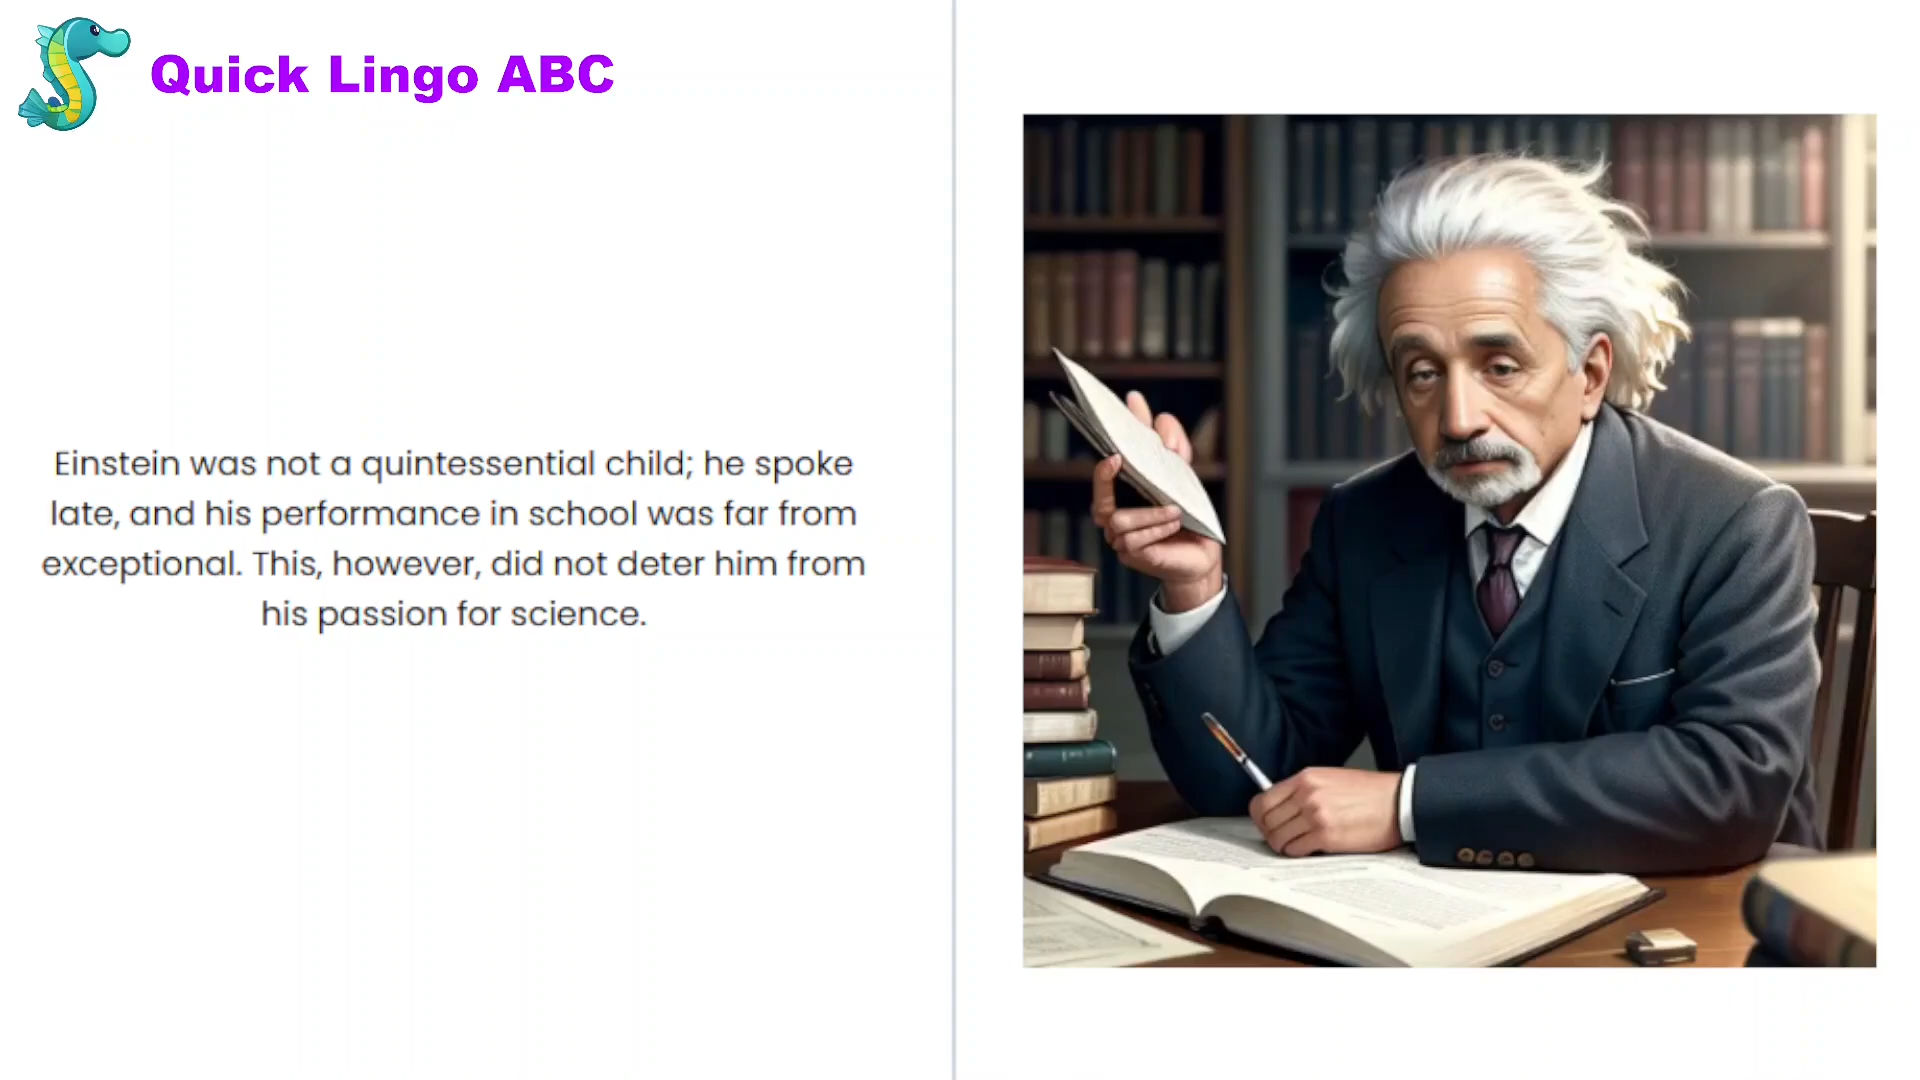 Quick Lingo ABC
Einstein was not a quintessential child; he spoke
late, and his performance in school was far from
exceptional. This, however, did not deter him from
his passion for science.